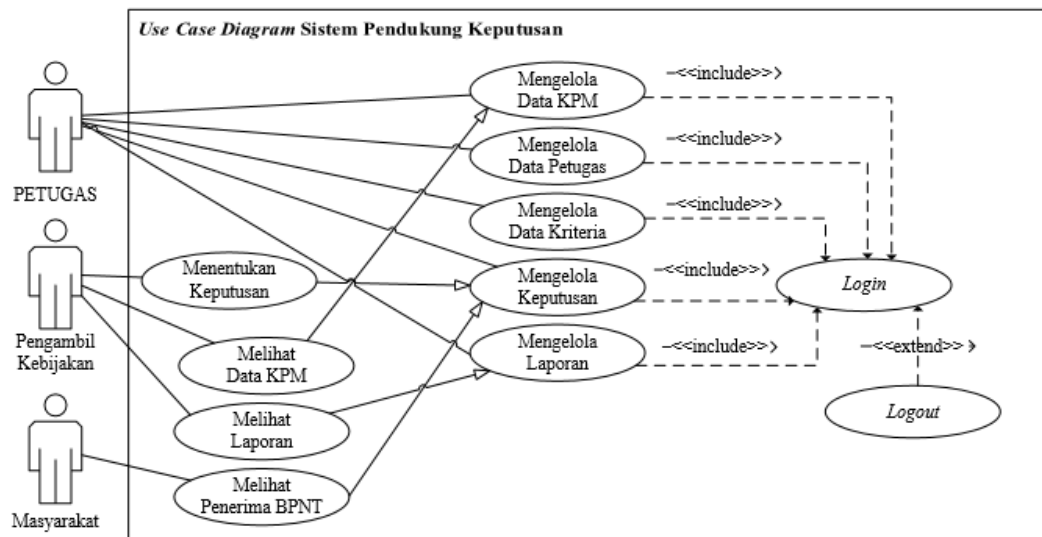 Use Case Diagram Sistem Pendukung Keputusan
PETUGAS
Pengambil
Kebijakan
Masyarakat
Menentukan
Keputusan
Melihat
Data KPM
Melihat
Laporan
Melihat
Penerima BPNT
Mengelola
Data KPM
Mengelola
Data Petugas
Mengelola
Data Kriteria
Mengelola
Keputusan
Mengelola
Laporan
<<include>>
<<include>>
<<include>>
<<include>>
<<include>>
Login
<<extend>>
Logout